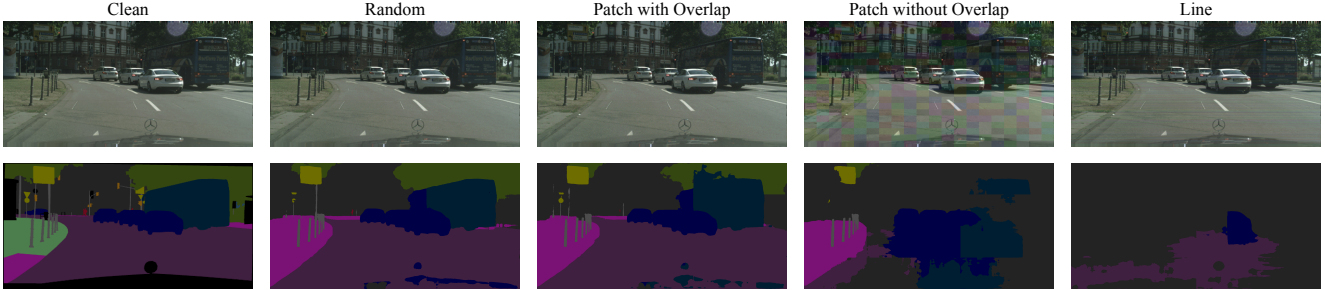 Clean
Random
Patch with Overlap
Patch without Overlap
Line